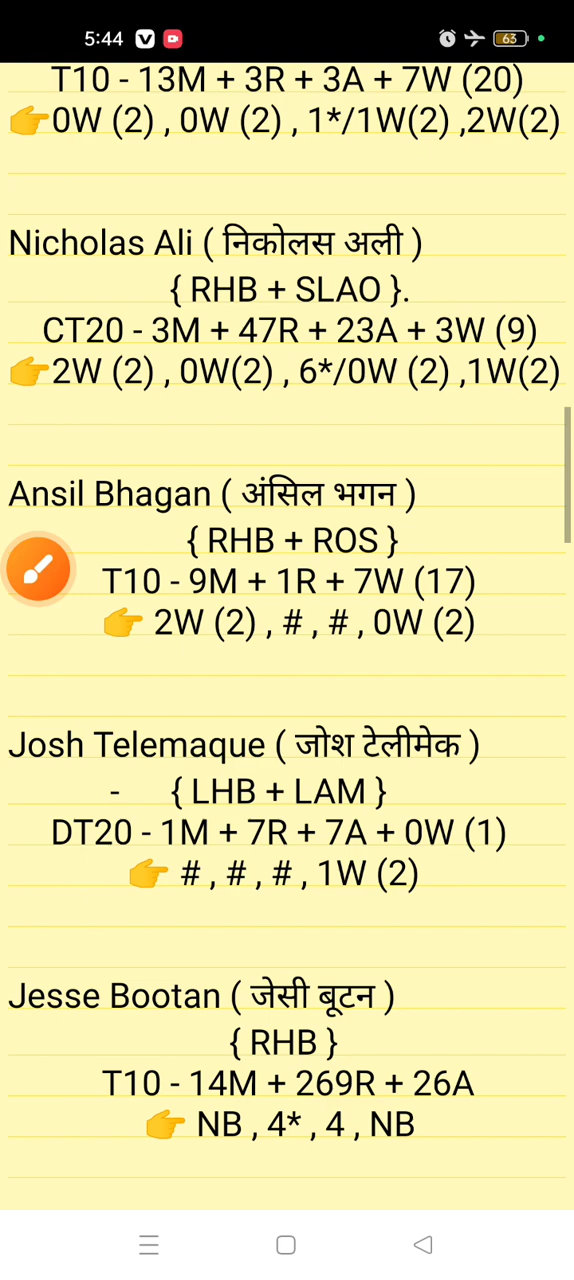 5:44
63
T10 - 13M + 3R + 3A + 7W (20)
👉0W (2) , 0W (2) , 1*/1W(2) ,2W(2)
Nicholas Ali ( निकोलस अली )
{ RHB + SLAO }.
CT20 - 3M + 47R + 23A + 3W (9)
👉2W (2) , 0W(2) , 6*/0W (2) ,1W(2)
Ansil Bhagan ( अंसिल भगन )
{ RHB + ROS }
T10 - 9M + 1R + 7W (17)
👉 2W (2) , # , # , 0W (2)
Josh Telemaque ( जोश टेलीमेक )
- { LHB + LAM }
DT20 - 1M + 7R + 7A + 0W (1)
👉 # , # , # , 1W (2)
Jesse Bootan ( जेसी बूटन )
{ RHB }
T10 - 14M + 269R + 26A
👉 NB , 4* , 4 , NB